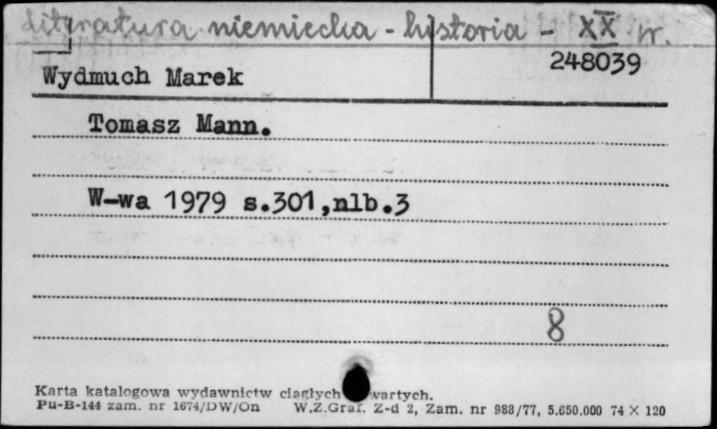 Literatura niemiecka - historia - XX w.
248039
Wydmuch Marek
Tomasz Mann.
W-wa 1979 s.301,nlb.3
8
Karta katalogowa wydawnictw ciągłych wartych.
Pu-B-144 zam. nr 1674/DW/On W.Z.Graf. Z-d 2, Zam. nr 988/77, 5.650.000 74 X 120